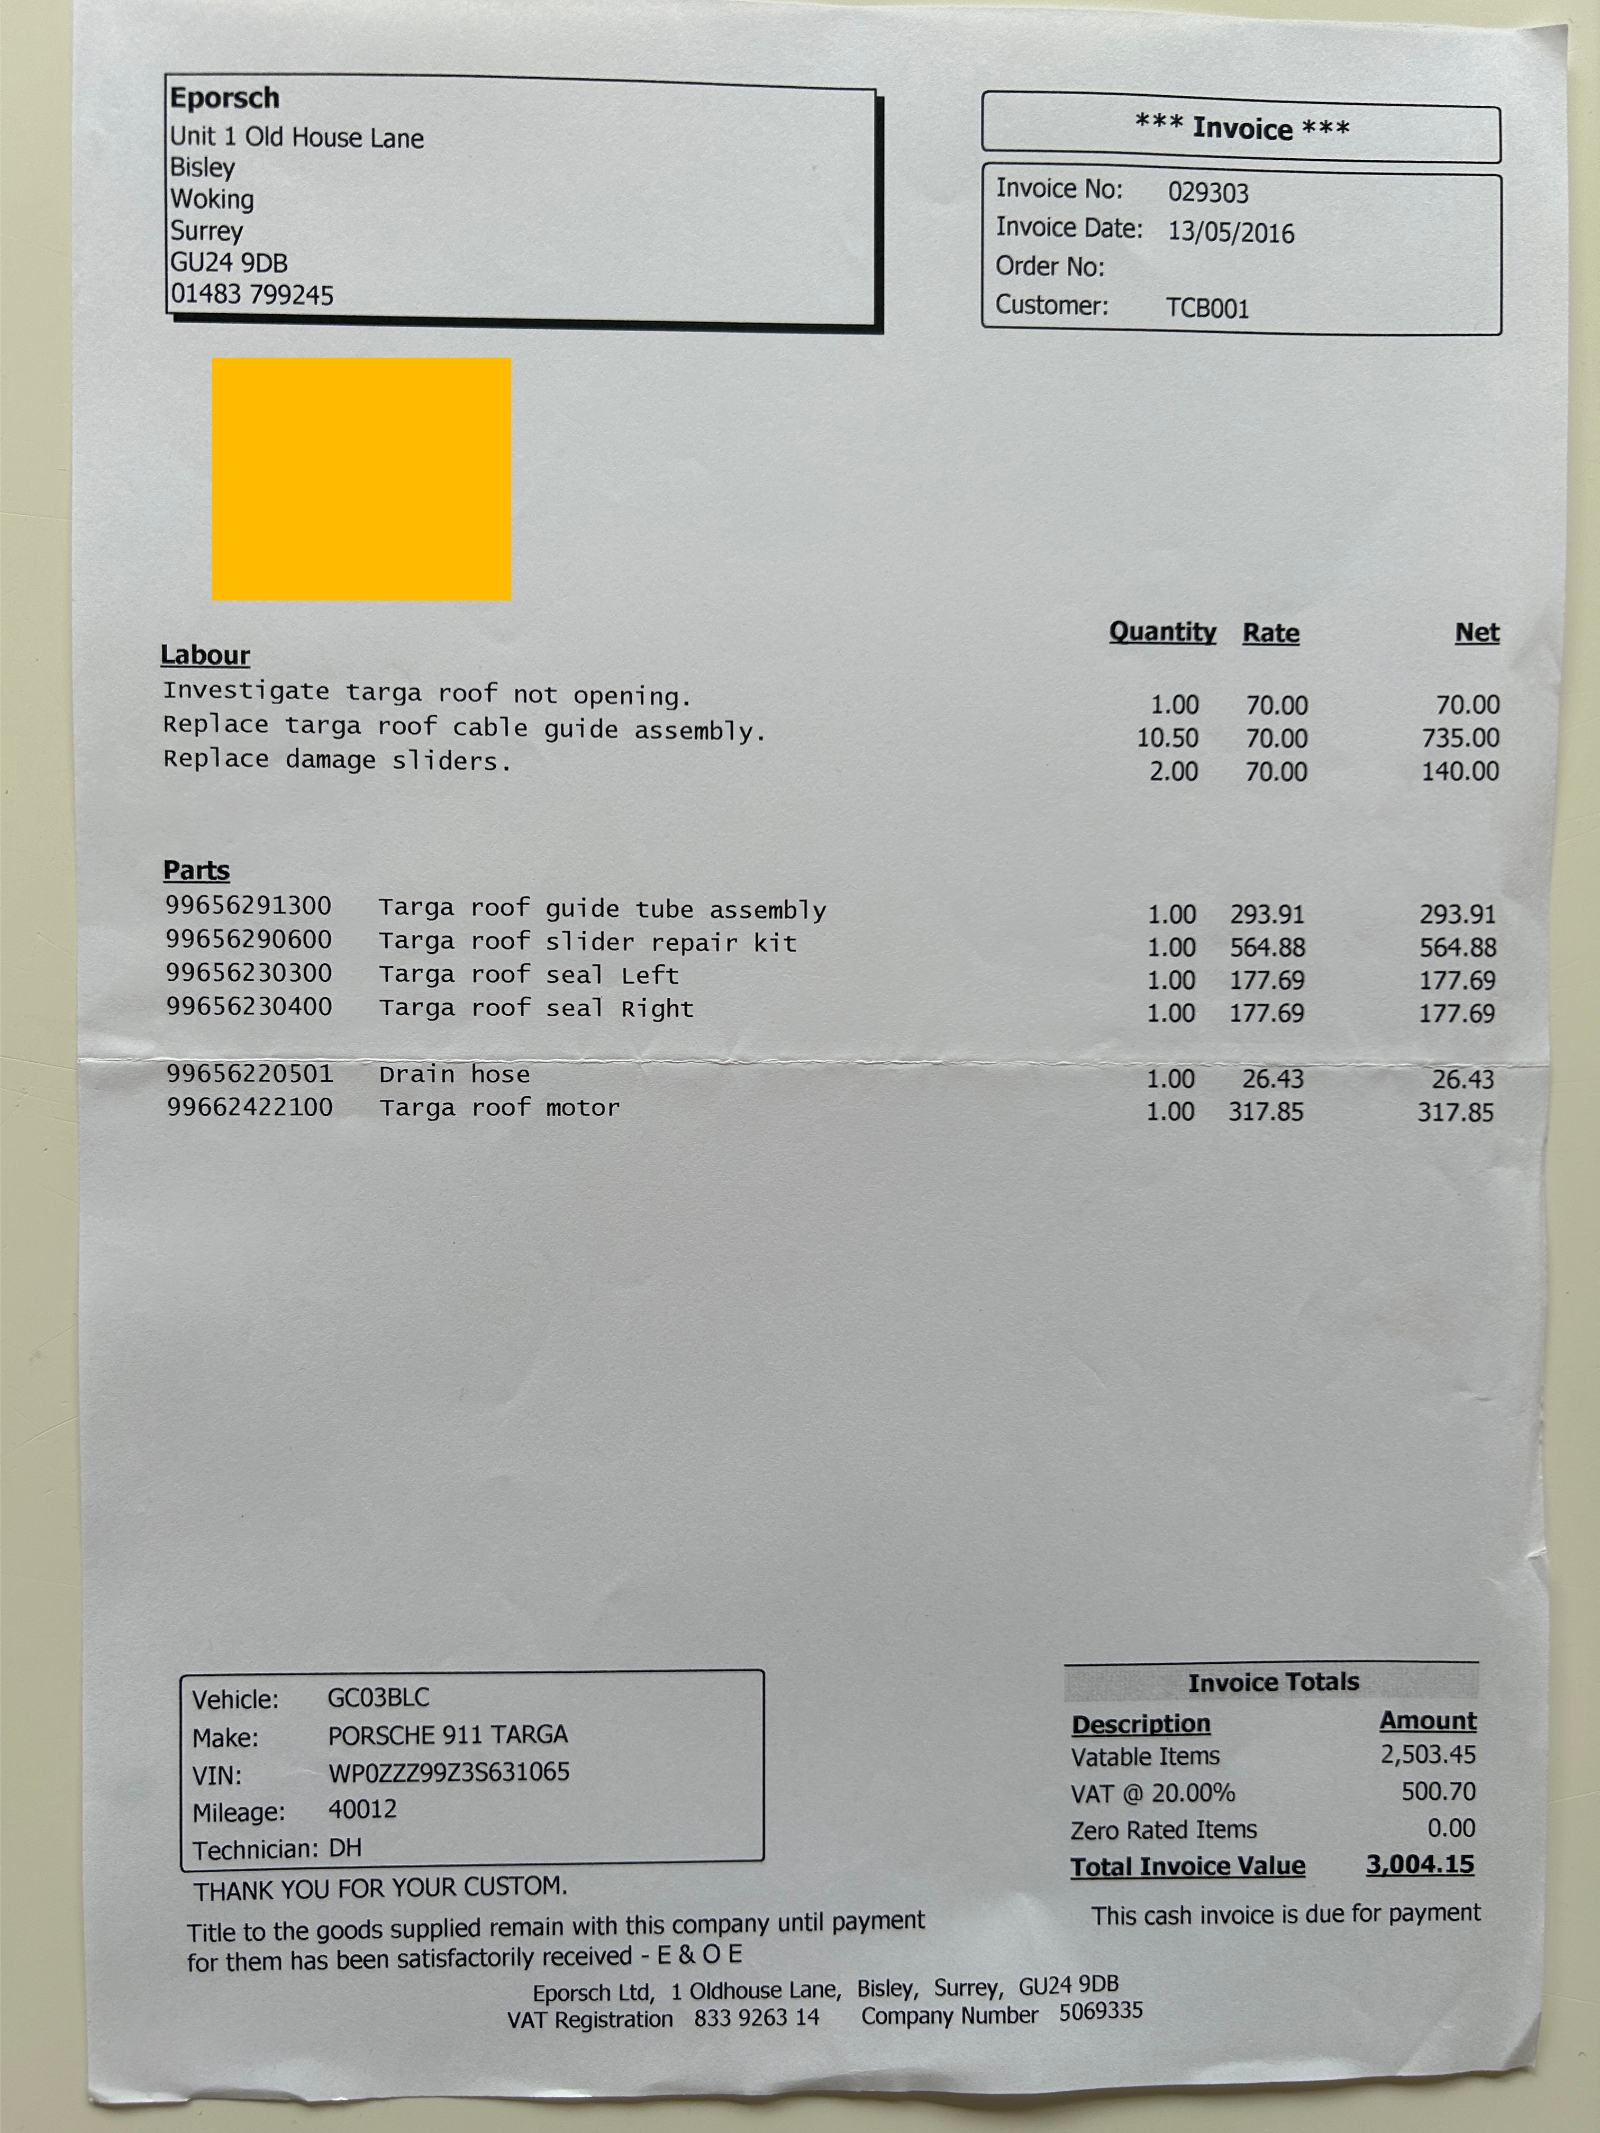 Eporsch
Unit 1 Old House Lane
Bisley
Woking
Surrey
GU24 9DB
01483 799245
*** Invoice ***
Invoice No: 029303
Invoice Date: 13/05/2016
Order No:
Customer: TCB001
Quantity Rate Net
Labour
Investigate targa roof not opening. 1.00 70.00 70.00
Replace targa roof cable guide assembly. 10.50 70.00 735.00
Replace damage sliders. 2.00 70.00 140.00
Parts
99656291300 Targa roof guide tube assembly 1.00 293.91 293.91
99656290600 Targa roof slider repair kit 1.00 564.88 564.88
99656230300 Targa roof seal Left 1.00 177.69 177.69
99656230400 Targa roof seal Right 1.00 177.69 177.69
99656220501 Drain hose 1.00 26.43 26.43
99662422100 Targa roof motor 1.00 317.85 317.85
Vehicle: GC03BLC
Make: PORSCHE 911 TARGA
VIN: WP0ZZZ99Z3S631065
Mileage: 40012
Technician: DH
THANK YOU FOR YOUR CUSTOM.
Title to the goods supplied remain with this company until payment
for them has been satisfactorily received - E & O E
Invoice Totals
Description Amount
Vatable Items 2,503.45
VAT @ 20.00% 500.70
Zero Rated Items 0.00
Total Invoice Value 3,004.15
This cash invoice is due for payment
Eporsch Ltd, 1 Oldhouse Lane, Bisley, Surrey, GU24 9DB
VAT Registration 833 9263 14 Company Number 5069335